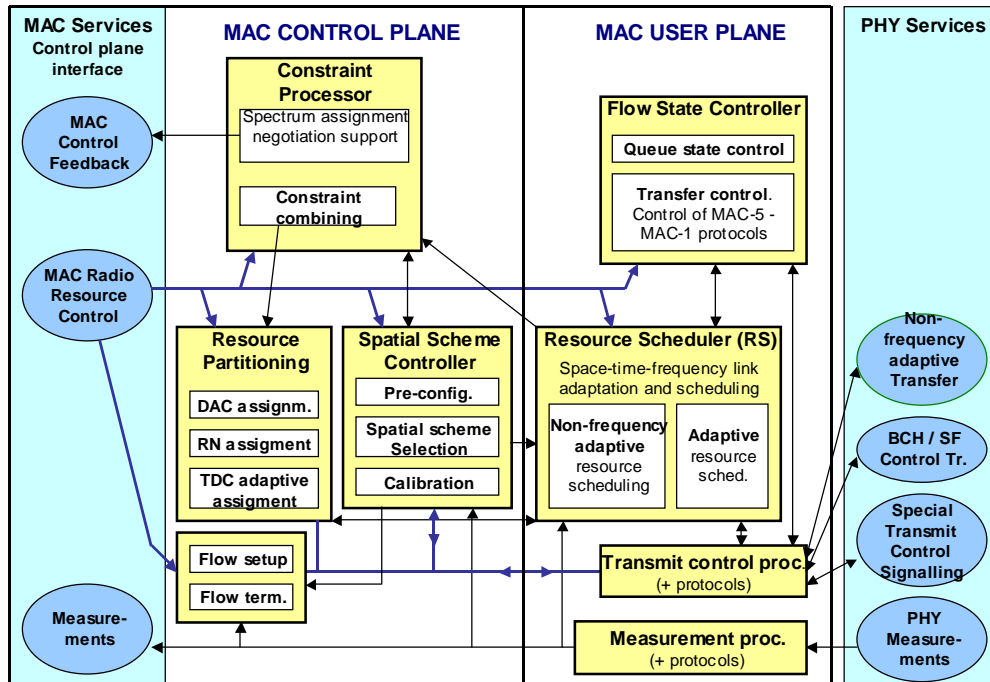 MAC Services
Control plane
interface
MAC
Control
Feedback
MAC Radio
Resource
Control
Measure-
ments
MAC CONTROL PLANE
Constraint
Processor
Spectrum assignment
negotiation support
Constraint
combining
Resource
Partitioning
DAC assignm.
RN assigment
TDC adaptive
assigment
Spatial Scheme
Controller
Pre-config.
Spatial scheme
Selection
Calibration
Flow setup
Flow term.
MAC USER PLANE
Flow State Controller
Queue state control
Transfer control.
Control of MAC-5 -
MAC-1 protocols
Resource Scheduler (RS)
Space-time-frequency link
adaptation and scheduling
Non-frequency
adaptive
resource
scheduling
Adaptive
resource
sched.
Transmit control proc.
(+ protocols)
Measurement proc.
(+ protocols)
PHY Services
Non-
frequency
adaptive
Transfer
BCH / SF
Control Tr.
Special
Transmit
Control
Signalling
PHY
Measure-
ments